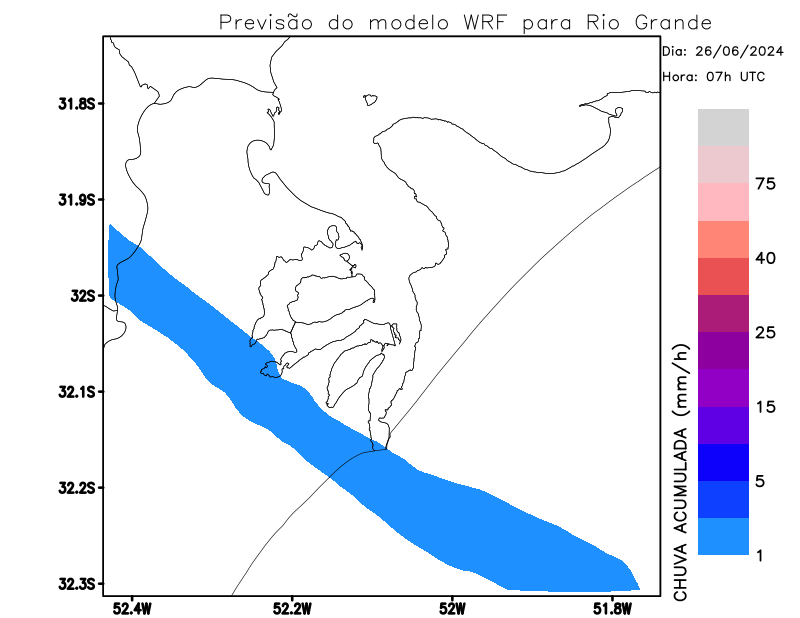 Previsão do modelo WRF para Rio Grande
Dia: 26/06/2024
Hora: 07h UTC
31.8S
31.9S
32S
32.1S
32.2S
32.3S
52.4W
52.2W
52W
51.8W
75
40
25
15
5
1
CHUVA ACUMULADA (mm/h)